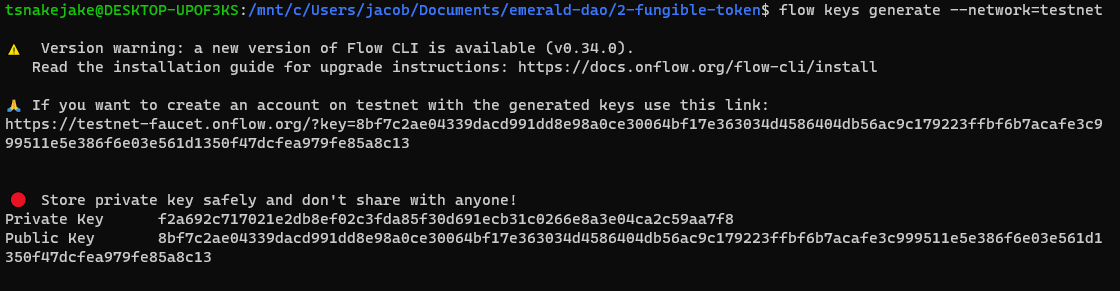 tsnakejake@DESKTOP-UPOF3KS:/mnt/c/Users/jacob/Documents/emerald-dao/2-fungible-token$ flow keys generate --network=testnet
⚠️ Version warning: a new version of Flow CLI is available (v0.34.0).
Read the installation guide for upgrade instructions: https://docs.onflow.org/flow-cli/install
🙏 If you want to create an account on testnet with the generated keys use this link:
https://testnet-faucet.onflow.org/?key=8bf7c2ae04339dacd991dd8e98a0ce30064bf17e363034d4586404db56ac9c179223ffbf6b7acafe3c9
99511e5e386f6e03e561d1350f47dcfea979fe85a8c13
🔴 Store private key safely and don't share with anyone!
Private Key f2a692c717021e2db8ef02c3fda85f30d691ecb31c0266e8a3e04ca2c59aa7f8
Public Key 8bf7c2ae04339dacd991dd8e98a0ce30064bf17e363034d4586404db56ac9c179223ffbf6b7acafe3c999511e5e386f6e03e561d1
350f47dcfea979fe85a8c13